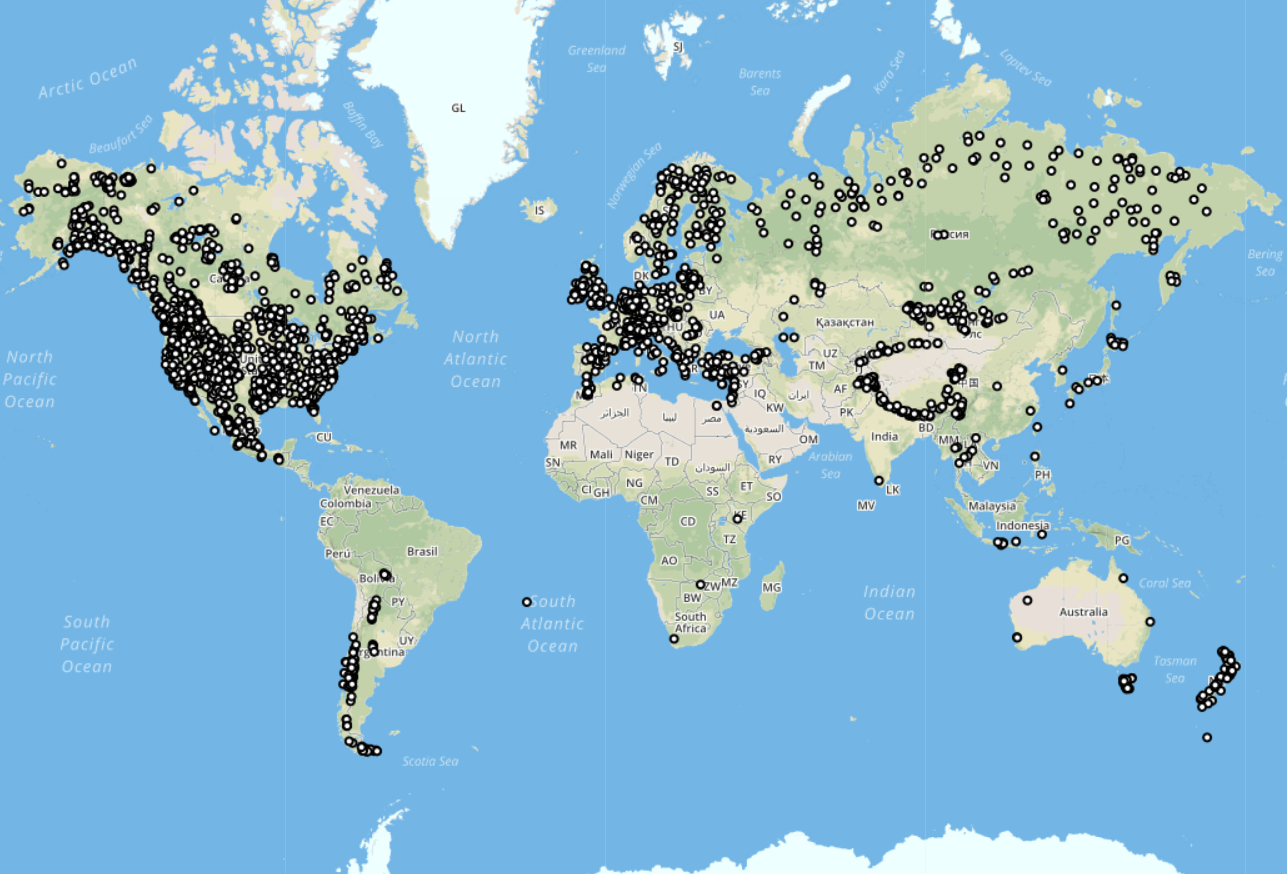 Arctic Ocean
Beaufort Sea
Baffin Bay
GL
Greenland
Sea
SJ
Barents
Sea
Kara Sea
Laptev Sea
Norwegian Sea
IS
Bering
Sea
DK
BY
UA
HU
Қазақстан
UZ
TM
AF
PK
IQ
ایران
KW
OM
North
Pacific
Ocean
North
Atlantic
Ocean
CU
TN
الجزائر
ليبيا
مصر
السعودية
MR
Mali
Niger
TD
السودان
RY
SN
CI
GH
NG
CM
SS
ET
SO
CD
KE
TZ
AO
ZW
MZ
BW
MG
South
Africa
Arabian
Sea
India
BD
MM
VN
PH
LK
MV
中国
Malaysia
Indonesia
PG
Venezuela
Colombia
EC
Perú
Brasil
Bolivia
PY
UY
South
Pacific
Ocean
South
Atlantic
Ocean
Indian
Ocean
Coral Sea
Australia
Tasman
Sea
Scotia Sea